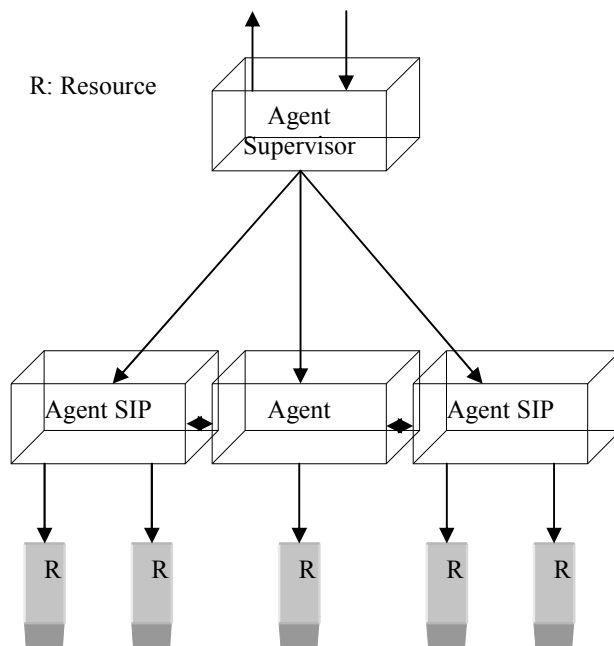 R: Resource
Agent
Supervisor
Agent SIP
Agent
Agent SIP
R
R
R
R
R